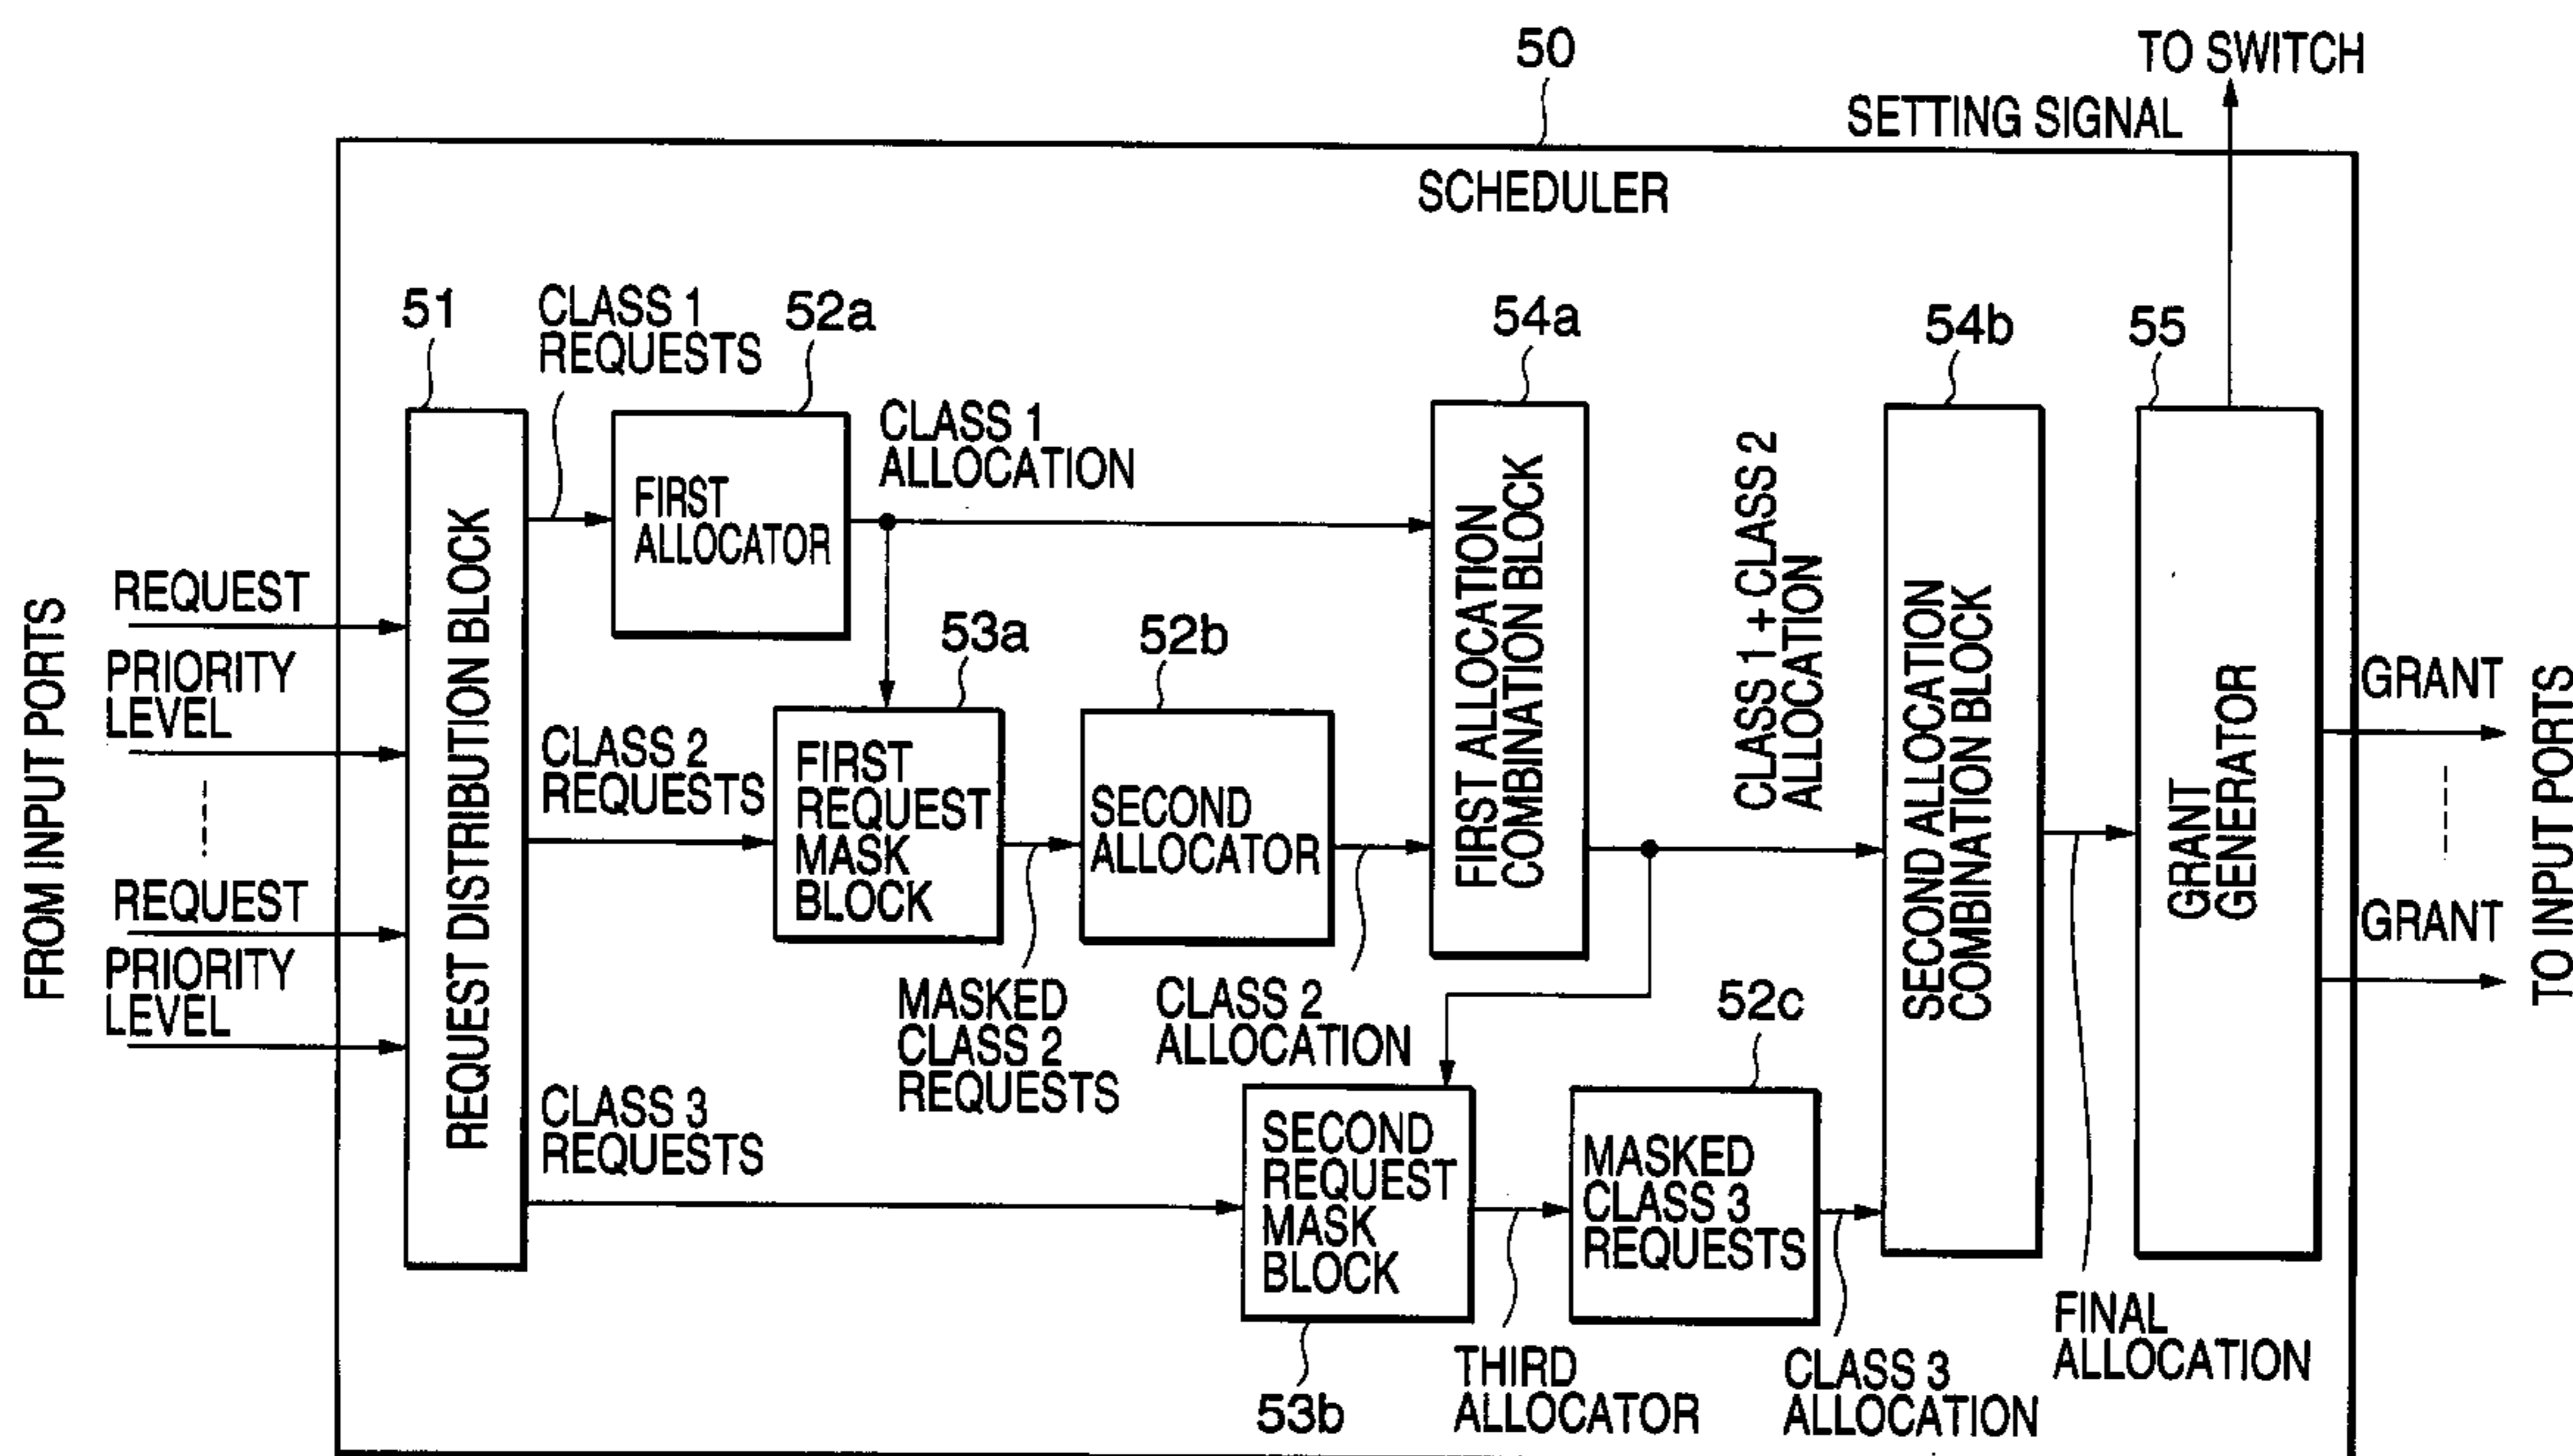 50
TO SWITCH
SETTING SIGNAL
SCHEDULER
51
CLASS 1
REQUESTS
52a
54a
54b
55
CLASS 1
ALLOCATION
FIRST
ALLOCATOR
FROM INPUT PORTS
REQUEST
PRIORITY
LEVEL
REQUEST
PRIORITY
LEVEL
REQUEST DISTRIBUTION BLOCK
53a
52b
CLASS 2
REQUESTS
FIRST
REQUEST
MASK
BLOCK
SECOND
ALLOCATOR
FIRST ALLOCATION
COMBINATION BLOCK
CLASS 1 + CLASS 2
ALLOCATION
SECOND ALLOCATION
COMBINATION BLOCK
GRANT
GENERATOR
GRANT
GRANT
TO INPUT PORTS
MASKED
CLASS 2
REQUESTS
CLASS 2
ALLOCATION
52c
CLASS 3
REQUESTS
SECOND
REQUEST
MASK
BLOCK
MASKED
CLASS 3
REQUESTS
53b
THIRD
ALLOCATOR
CLASS 3
ALLOCATION
FINAL
ALLOCATION